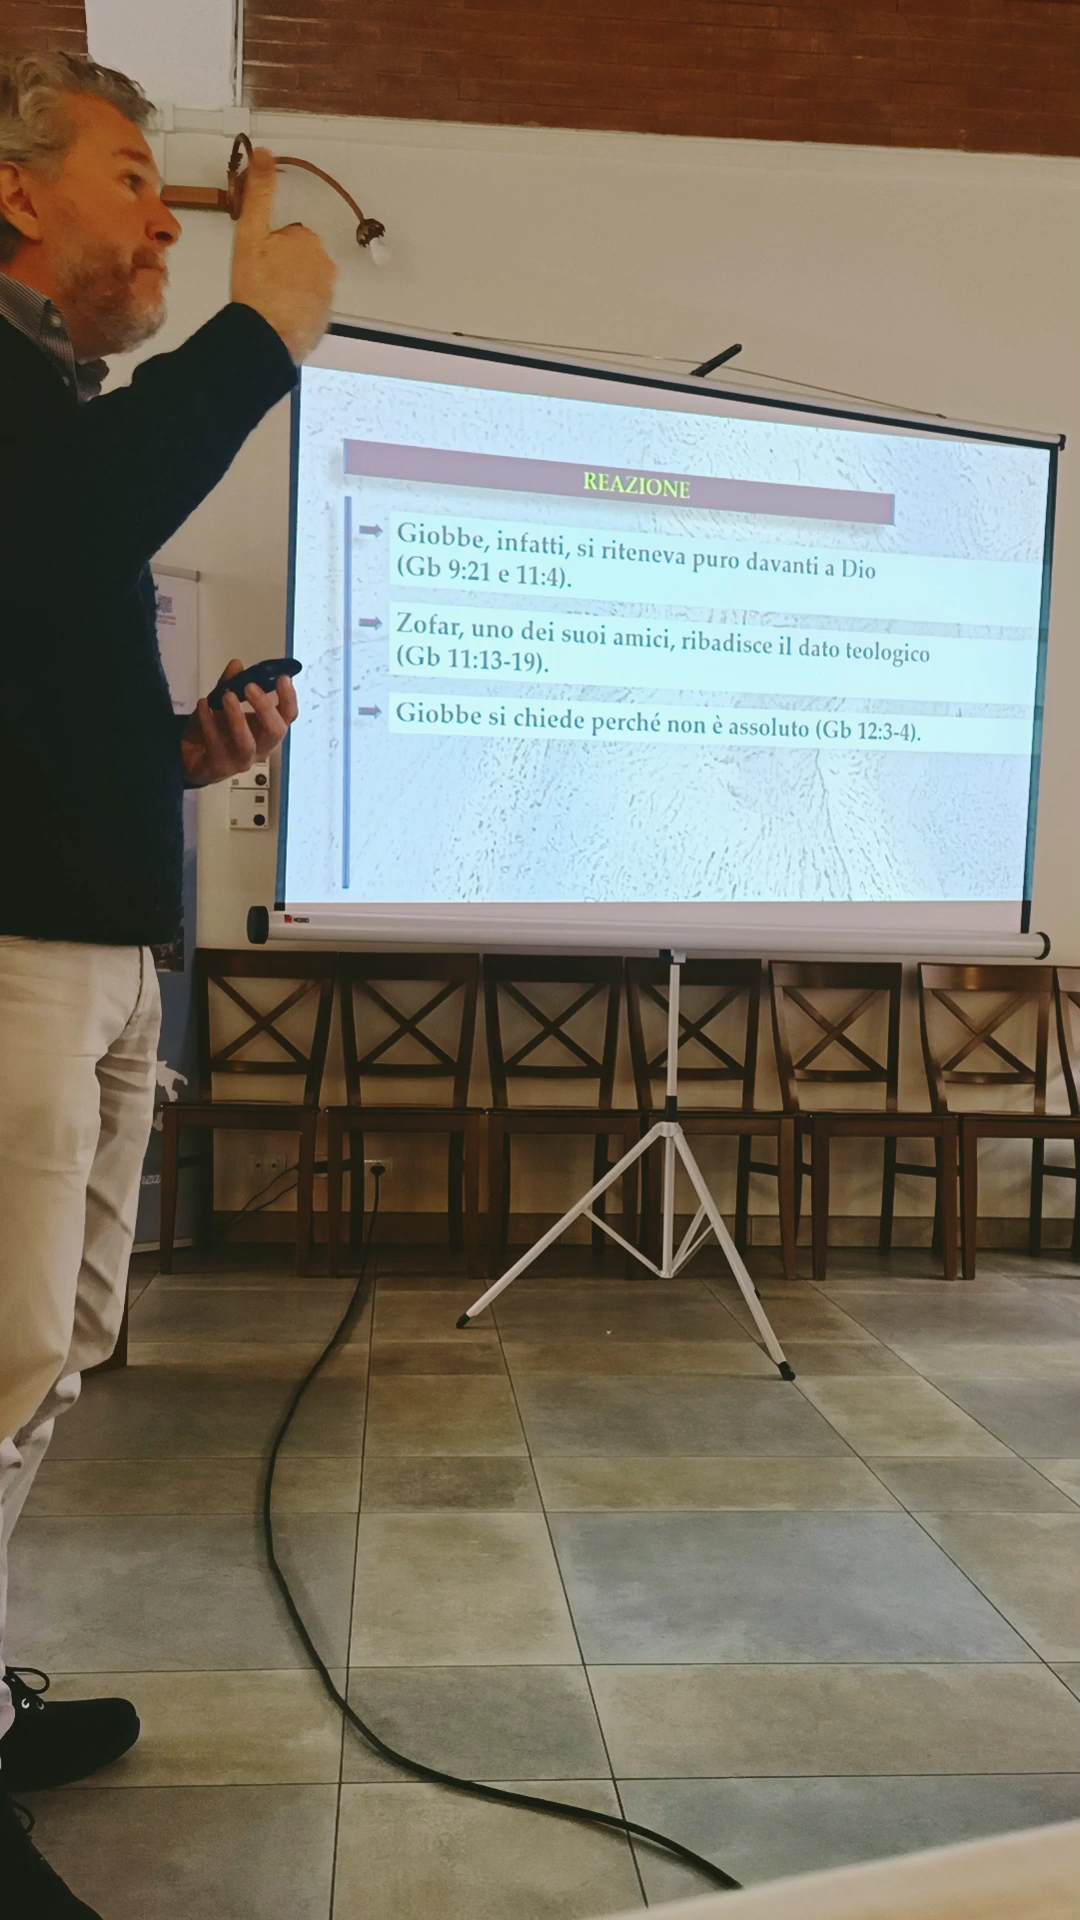 REAZIONE
Giobbe, infatti, si riteneva puro davanti a Dio
(Gb 9:21 e 11:4).
Zofar, uno dei suoi amici, ribadisce il dato teologico
(Gb 11:13-19).
Giobbe si chiede perché non è assoluto (Gb 12:3-4).